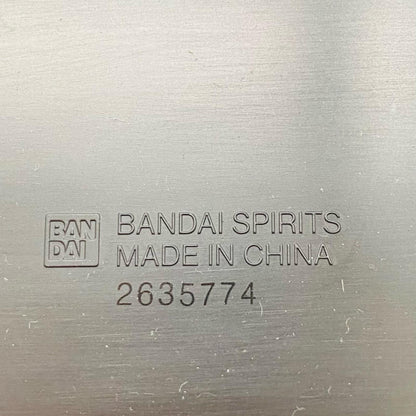 BAN
DAI
BANDAI SPIRITS
MADE IN CHINA
2635774